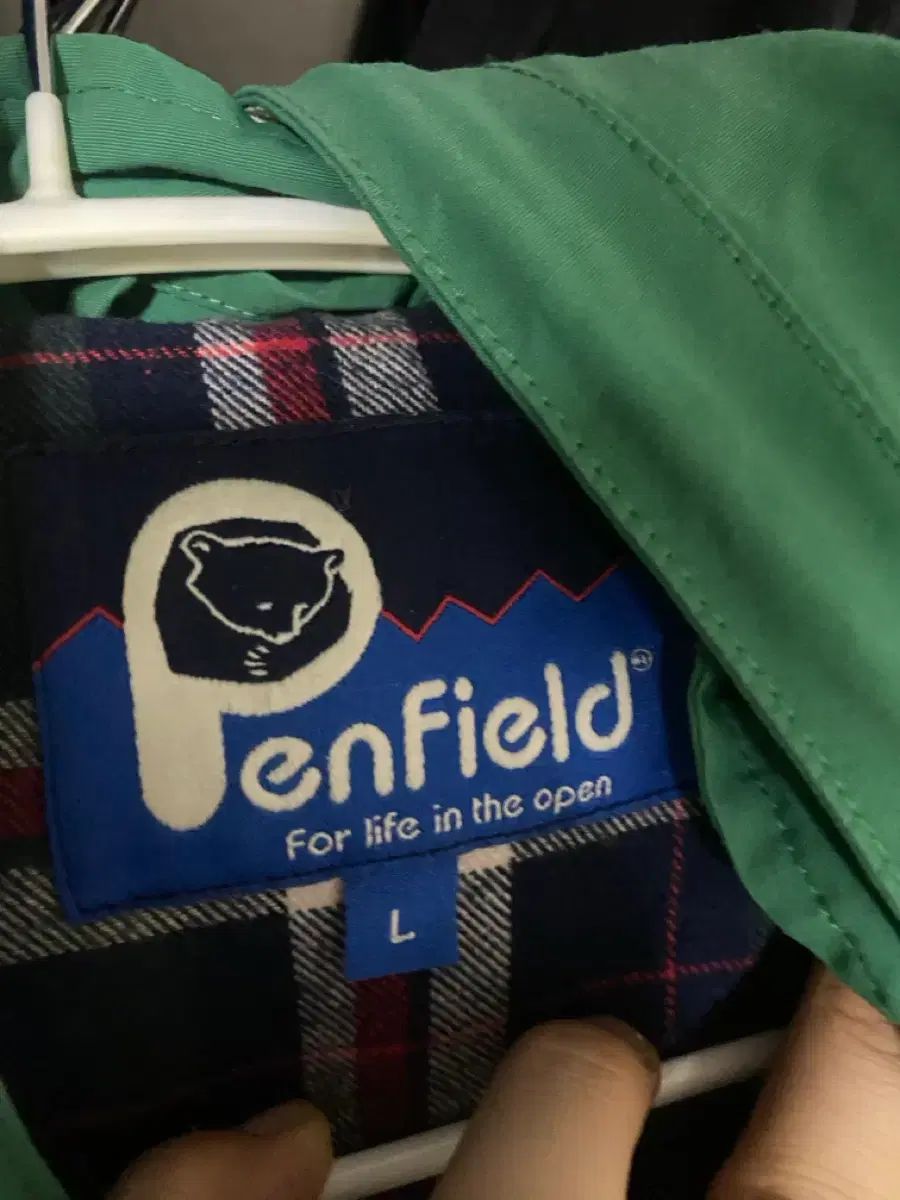 Penfield
For life in the open
L